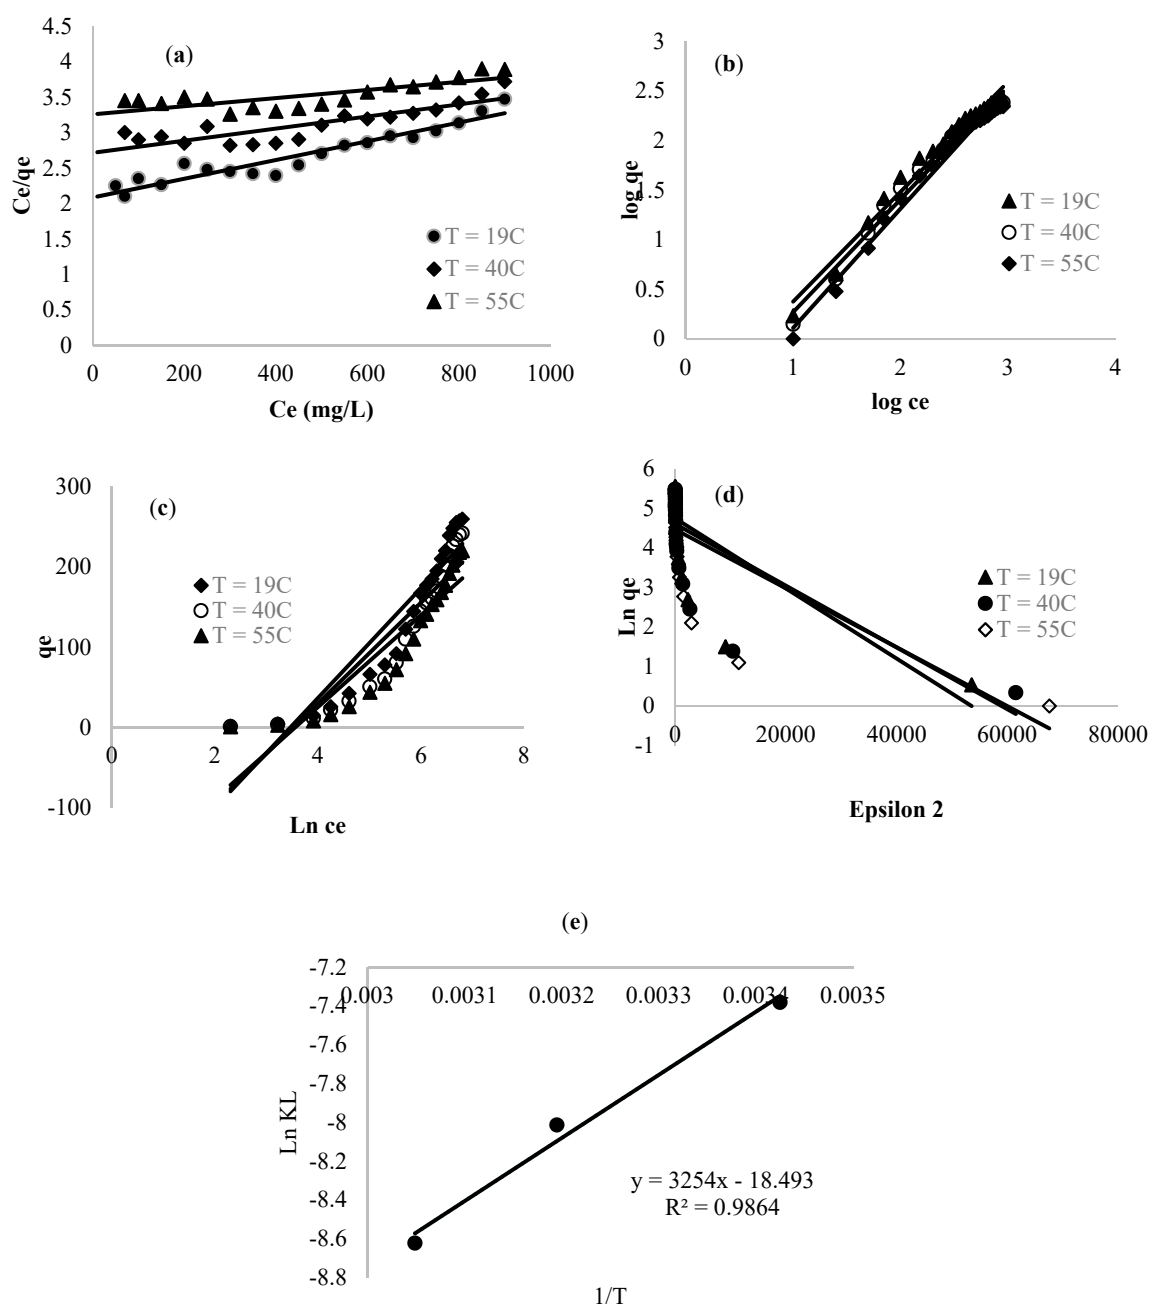 (a)
4.5
4
3.5
3
2.5
2
1.5
1
0.5
0
Ce/qe
T = 19C
T = 40C
T = 55C
0 200 400 600 800 1000
Ce (mg/L)
(b)
3
2.5
2
1.5
1
0.5
0
log qe
T = 19C
T = 40C
T = 55C
0 1 2 3 4
log ce
(c)
300
200
100
0
-100
qe
T = 19C
T = 40C
T = 55C
0 2 4 6 8
Ln ce
(d)
6
5
4
3
2
1
0
-1
Ln qe
T = 19C
T = 40C
T = 55C
0 20000 40000 60000 80000
Epsilon 2
(e)
-7.2
-7.4
-7.6
-7.8
-8
-8.2
-8.4
-8.6
-8.8
Ln KL
0.003 0.0031 0.0032 0.0033 0.0034 0.0035
y = 3254x - 18.493
R² = 0.9864
1/T